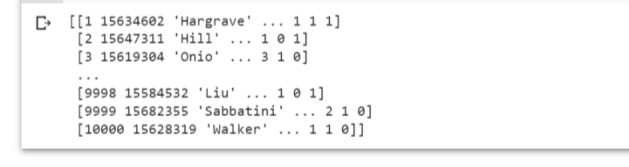 [[1 15634602 'Hargrave' ... 1 1 1]
[2 15647311 'Hill' ... 1 0 1]
[3 15619304 'Onio' ... 3 1 0]
...
[9998 15584532 'Liu' ... 1 0 1]
[9999 15682355 'Sabbatini' ... 2 1 0]
[10000 15628319 'Walker' ... 1 1 0]]